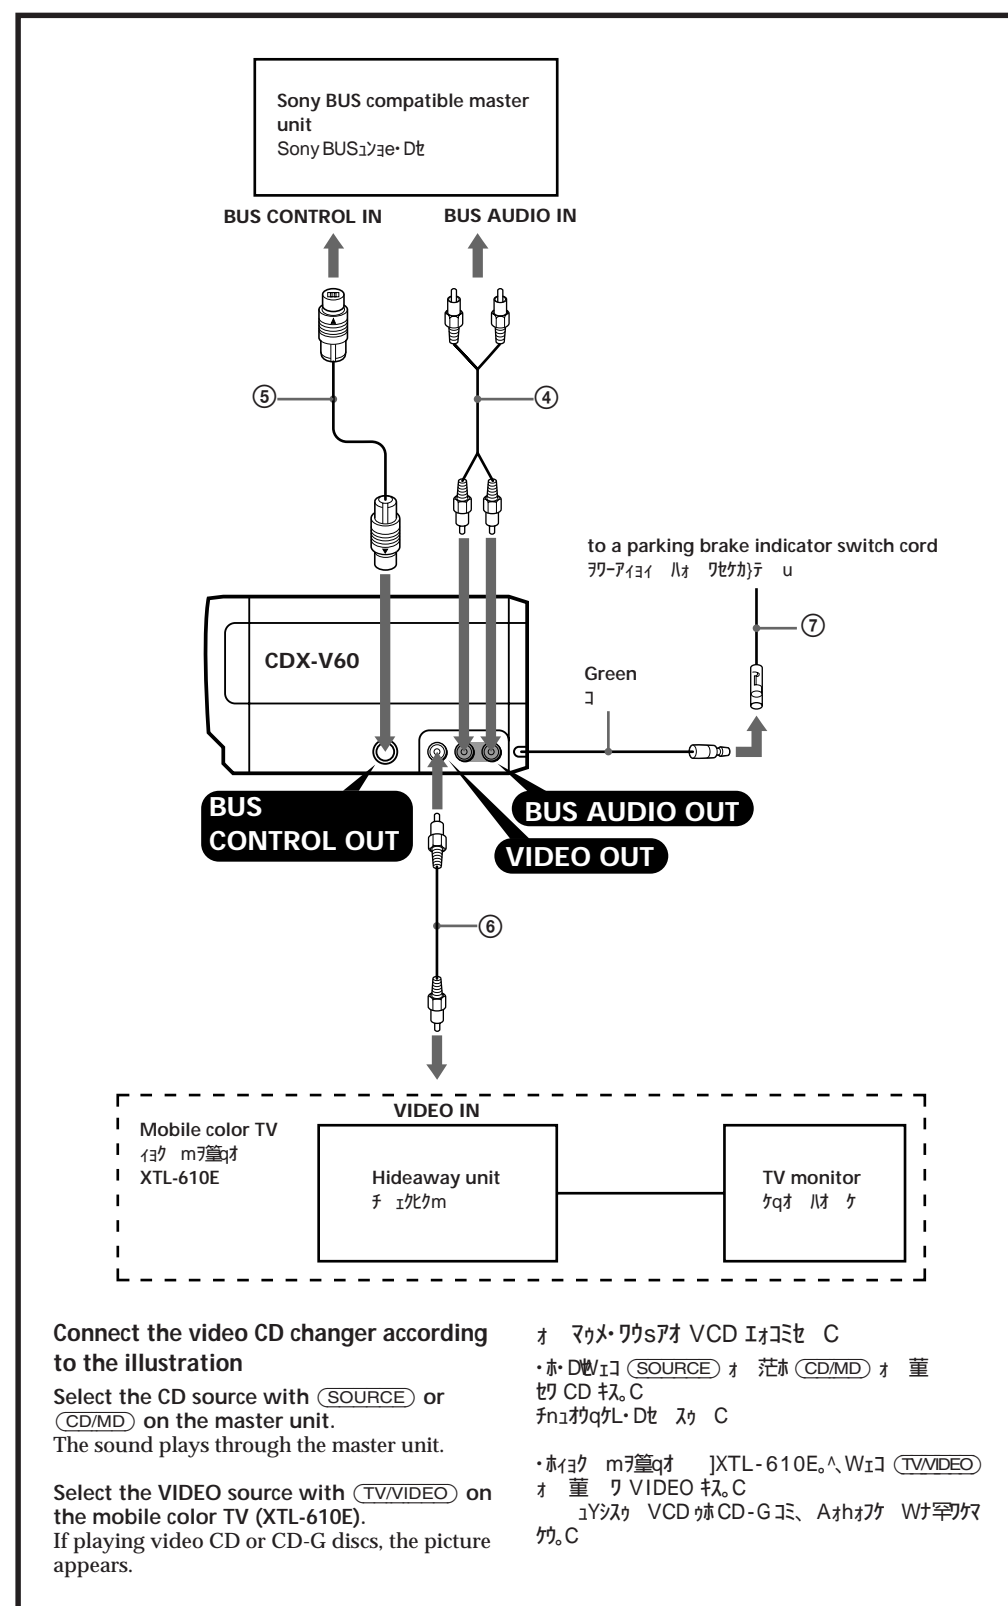 Sony BUS compatible master
unit
Sony BUS
BUS CONTROL IN
BUS AUDIO IN
⑤
④
to a parking brake indicator switch cord
⑦
CDX-V60
Green
コ
BUS
CONTROL OUT
BUS AUDIO OUT
VIDEO OUT
⑥
VIDEO IN
Mobile color TV
XTL-610E
Hideaway unit
TV monitor
Connect the video CD changer according
to the illustration
Select the CD source with (SOURCE) or
(CD/MD) on the master unit.
The sound plays through the master unit.
Select the VIDEO source with (TV/VIDEO) on
the mobile color TV (XTL-610E).
If playing video CD or CD-G discs, the picture
appears.
VCD
(SOURCE) (CD/MD)
CD
XTL-610E (TV/VIDEO)
VIDEO
VCD CD-G